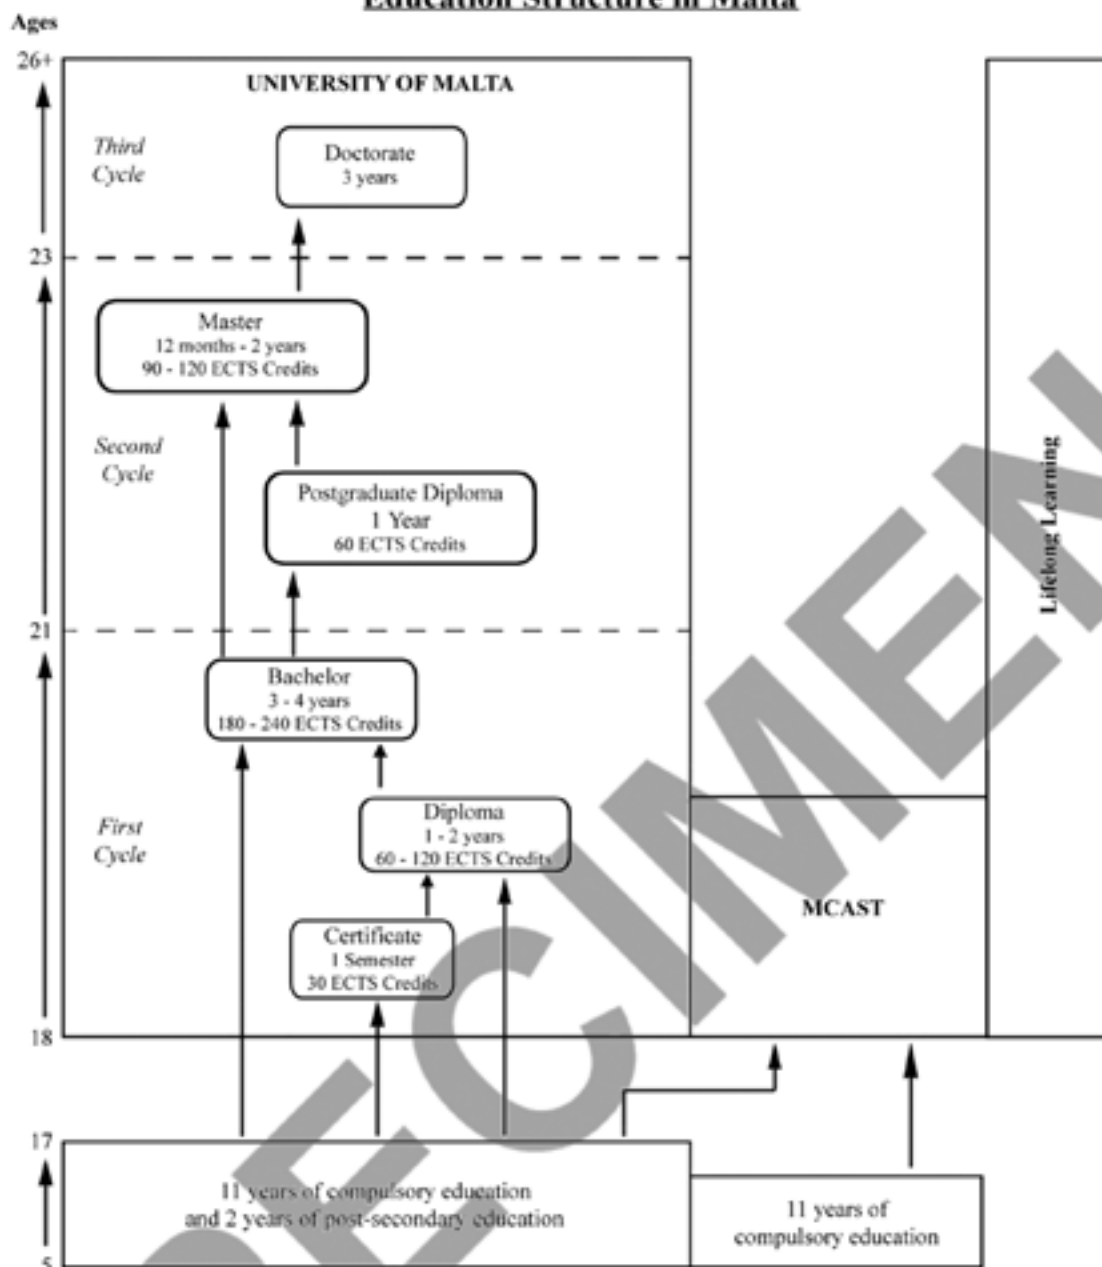 Education Structure in Malta
Ages
26+
UNIVERSITY OF MALTA
Third
Cycle
Doctorate
3 years
23
Master
12 months - 2 years
90 - 120 ECTS Credits
Second
Cycle
Postgraduate Diploma
1 Year
60 ECTS Credits
Lifelong Learning
21
Bachelor
3 - 4 years
180 - 240 ECTS Credits
First
Cycle
Diploma
1 - 2 years
60 - 120 ECTS Credits
MCAST
Certificate
1 Semester
30 ECTS Credits
18
17
11 years of compulsory education
and 2 years of post-secondary education
11 years of
compulsory education
5
SPECIMEN